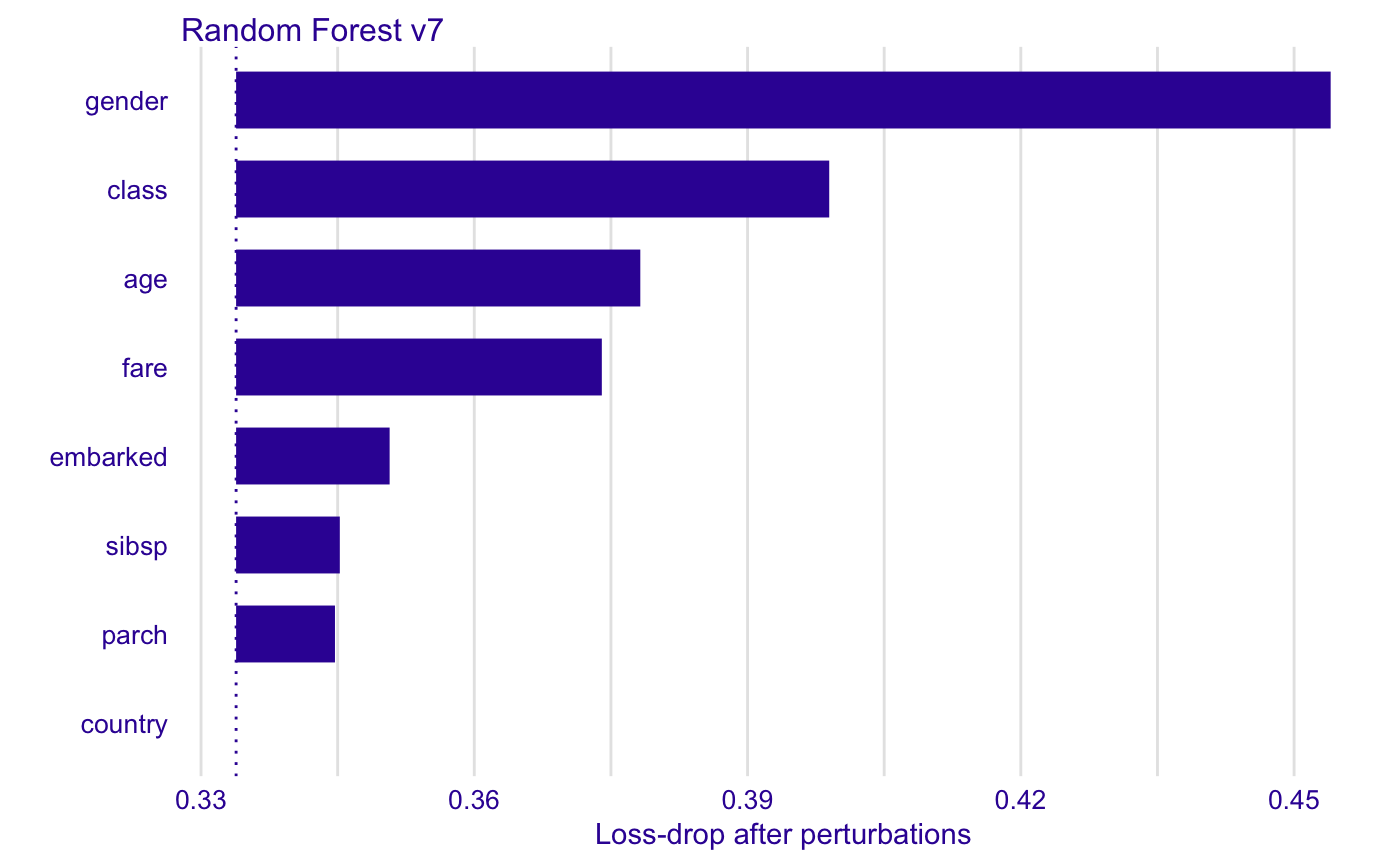 Random Forest v7
gender
class
age
fare
embarked
sibsp
parch
country
0.33 0.36 0.39 0.42 0.45
Loss-drop after perturbations